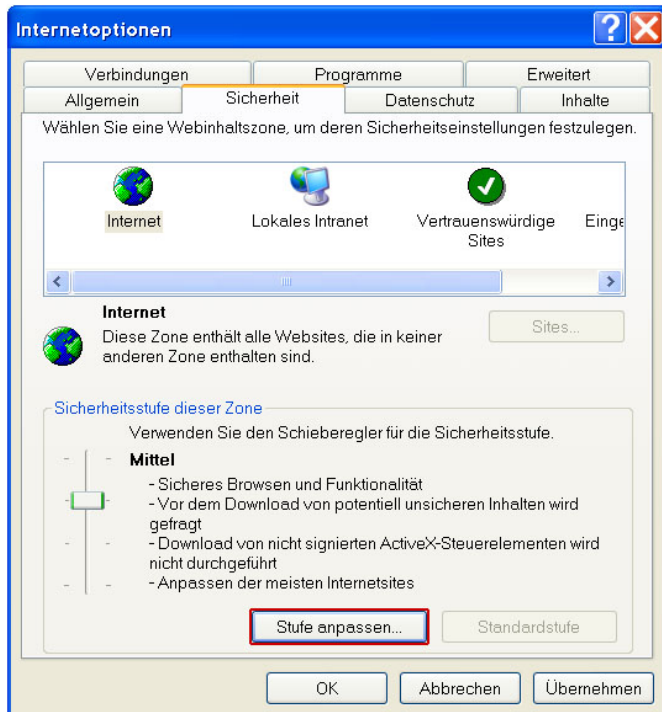 Internetoptionen
Verbindungen Programme Erweitert
Allgemein Sicherheit Datenschutz Inhalte
Wählen Sie eine Webinhaltszone, um deren Sicherheitseinstellungen festzulegen.
Internet Lokales Intranet Vertrauenswürdige Einge
Sites
Internet
Diese Zone enthält alle Websites, die in keiner
anderen Zone enthalten sind.
Sites...
Sicherheitsstufe dieser Zone
Verwenden Sie den Schieberegler für die Sicherheitsstufe.
Mittel
- Sicheres Browsen und Funktionalität
- Vor dem Download von potentiell unsicheren Inhalten wird
gefragt
- Download von nicht signierten ActiveX-Steuerelementen wird
nicht durchgeführt
- Anpassen der meisten Internetsites
Stufe anpassen... Standardstufe
OK Abbrechen Übernehmen